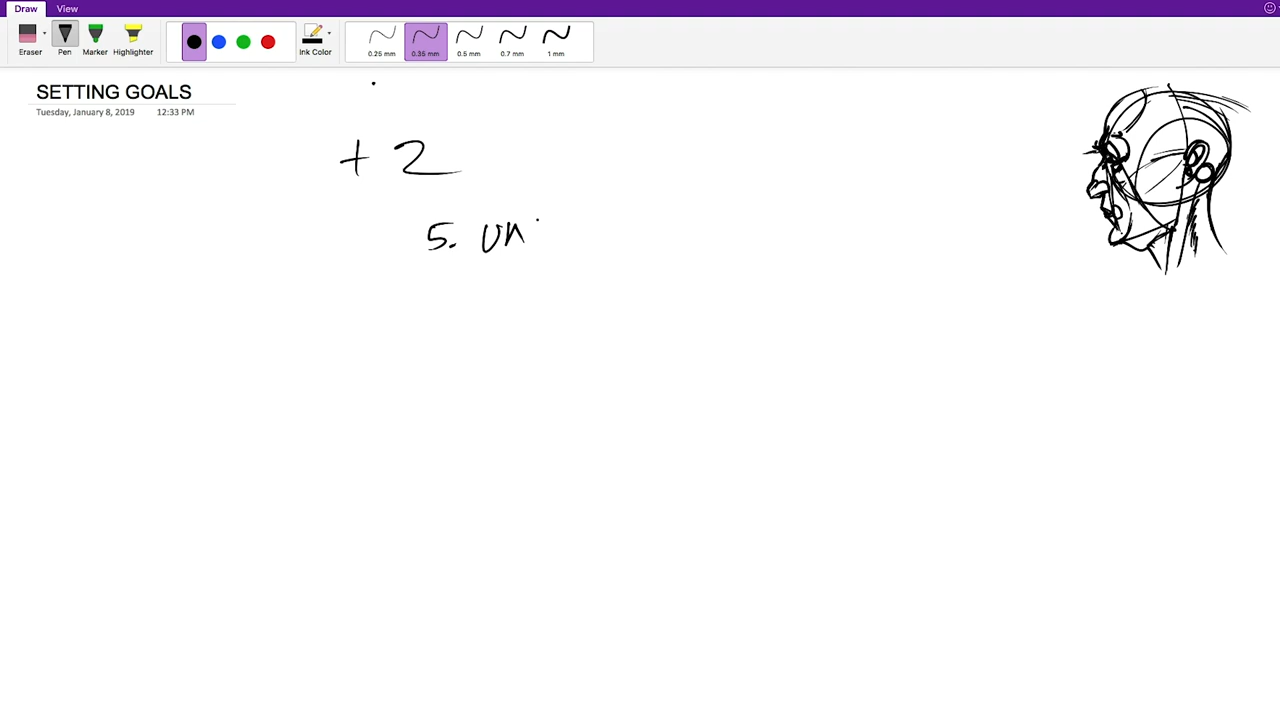 Draw View
Eraser Pen Marker Highlighter Ink Color 0.25 mm 0.35 mm 0.5 mm 0.7 mm 1 mm
SETTING GOALS
Tuesday, January 8, 2019 12:33 PM
+ 2
5.